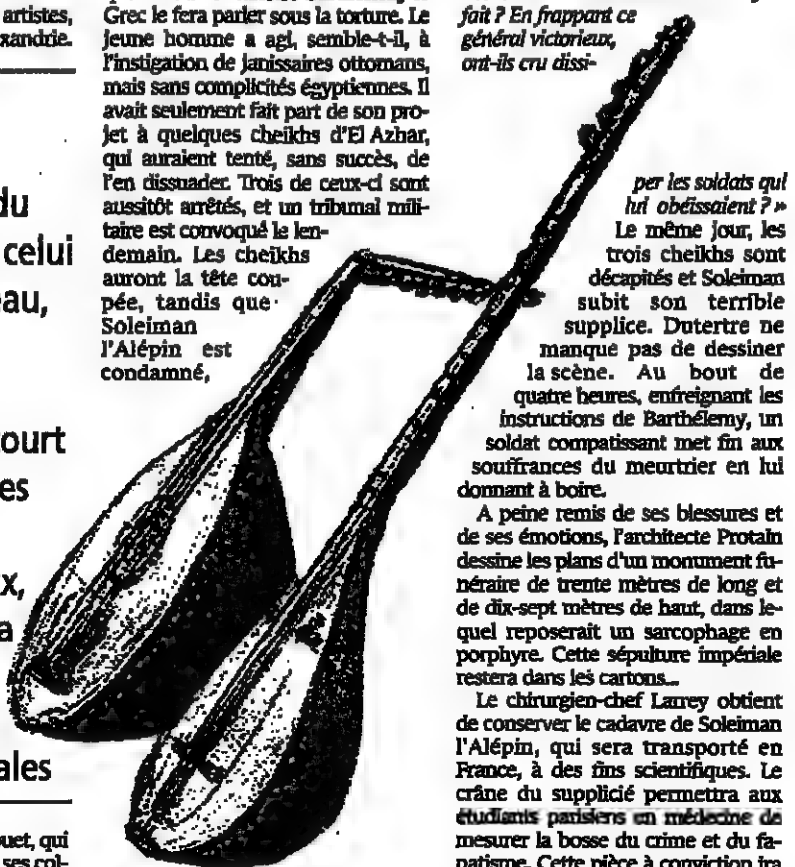 artistes,
xandrie.
du
celui
au,
ourt
es
x,
a
ales
ouet, qui
ses col-
Grec le fera parler sous la torture. Le
jeune homme a agi, semble-t-il, à
l'instigation de janissaires ottomans,
mais sans complicités égyptiennes. Il
avait seulement fait part de son pro-
jet à quelques cheikhs d'El Azhar,
qui auraient tenté, sans succès, de
l'en dissuader. Trois de ceux-ci sont
aussitôt arrêtés, et un tribunal mili-
taire est convoqué le len-
demain. Les cheikhs
auront la tête cou-
pée, tandis que
Soleiman
l'Alépin est
condamné,
fait ? En frappant ce
général victorieux,
ont-ils cru dissi-
per les soldats qui
lui obéissaient ? »
Le même jour, les
trois cheikhs sont
décapités et Soleiman
subit son terrible
supplice. Dutertre ne
manque pas de dessiner
la scène. Au bout de
quatre heures, enfreignant les
instructions de Barthélemy, un
soldat compatissant met fin aux
souffrances du meurtrier en lui
donnant à boire.
A peine remis de ses blessures et
de ses émotions, l'architecte Protain
dessine les plans d'un monument fu-
néraire de trente mètres de long et
de dix-sept mètres de haut, dans le-
quel reposerait un sarcophage en
porphyre. Cette sépulture impériale
restera dans les cartons...
Le chirurgien-chef Larrey obtient
de conserver le cadavre de Soleiman
l'Alépin, qui sera transporté en
France, à des fins scientifiques. Le
crâne du supplicié permettra aux
étudiants parisiens en médecine de
mesurer la bosse du crime et du fa-
natisme. Cette pièce à conviction ira